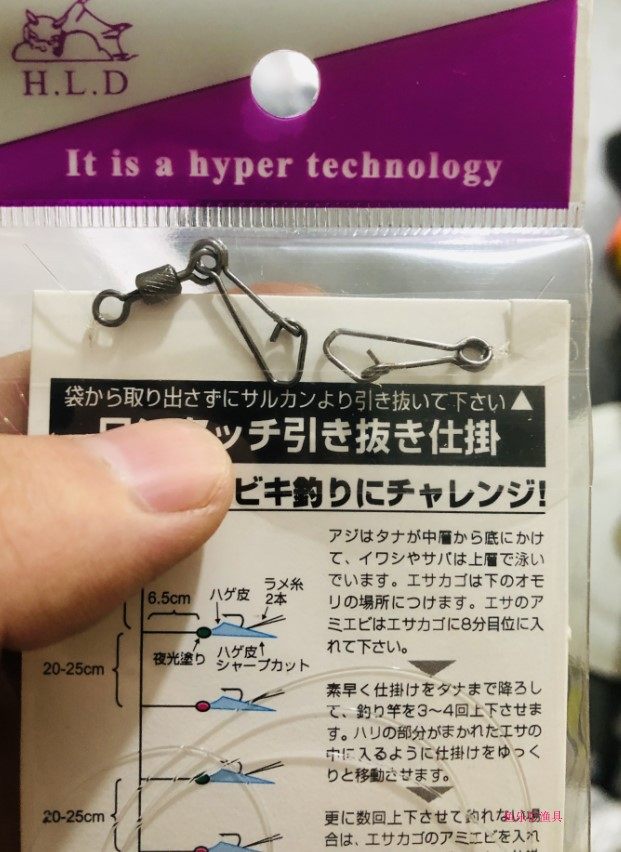 H.L.D
It is a hyper technology
袋から取り出さずにサルカンより引き抜いて下さい▲
ッチ引き抜き仕掛
ビキ釣りにチャレンジ!
アジはタナが中層から底にかけ
て、イワシやサバは上層で泳い
でいます。エサカゴは下のオモ
リの場所につけます。エサのア
ミエビはエサカゴに8分目位に入
れて下さい。
素早く仕掛けをタナまで降ろし
て、釣り竿を3〜4回上下させま
す。ハリの部分がまかれたエサの
中に入るように仕掛けをゆっく
りと移動させます。
更に数回上下させて釣れない場
合は、エサカゴのアミエビを入れ
6.5cm
ハゲ皮
ラメ糸
2本
夜光塗り
ハゲ皮
シャープカット
20-25cm
20-25cm
渔具